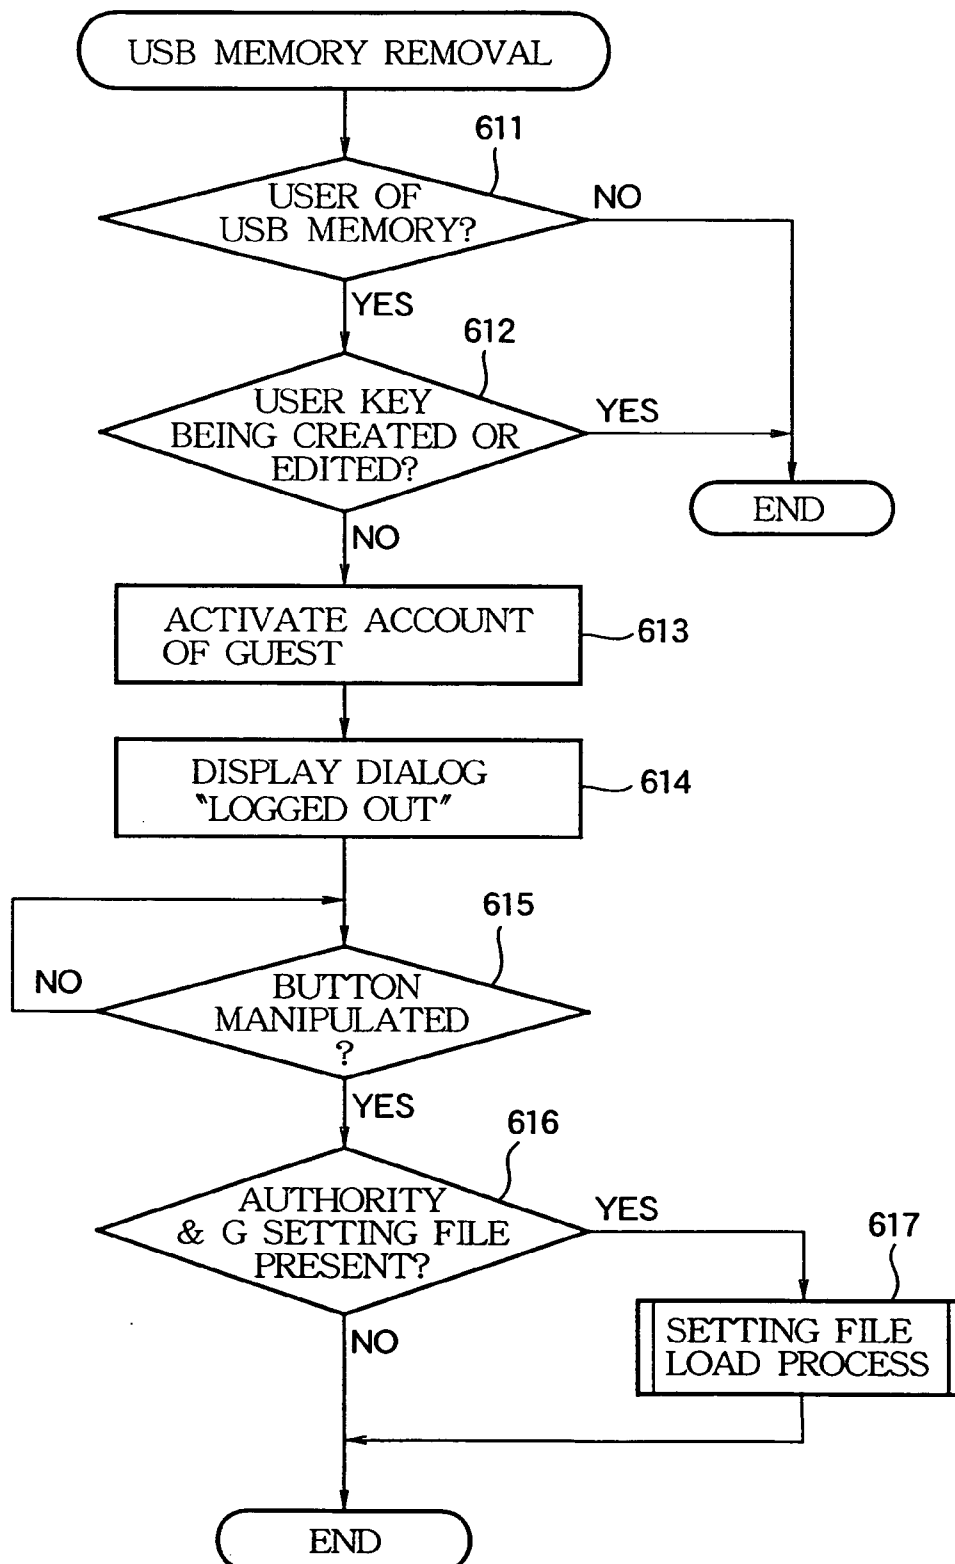 USB MEMORY REMOVAL
611
USER OF
USB MEMORY?
NO
YES
612
USER KEY
BEING CREATED OR
EDITED?
YES
END
NO
ACTIVATE ACCOUNT
OF GUEST
613
DISPLAY DIALOG
"LOGGED OUT"
614
615
NO
BUTTON
MANIPULATED
?
YES
616
AUTHORITY
& G SETTING FILE
PRESENT?
YES
617
SETTING FILE
LOAD PROCESS
NO
END